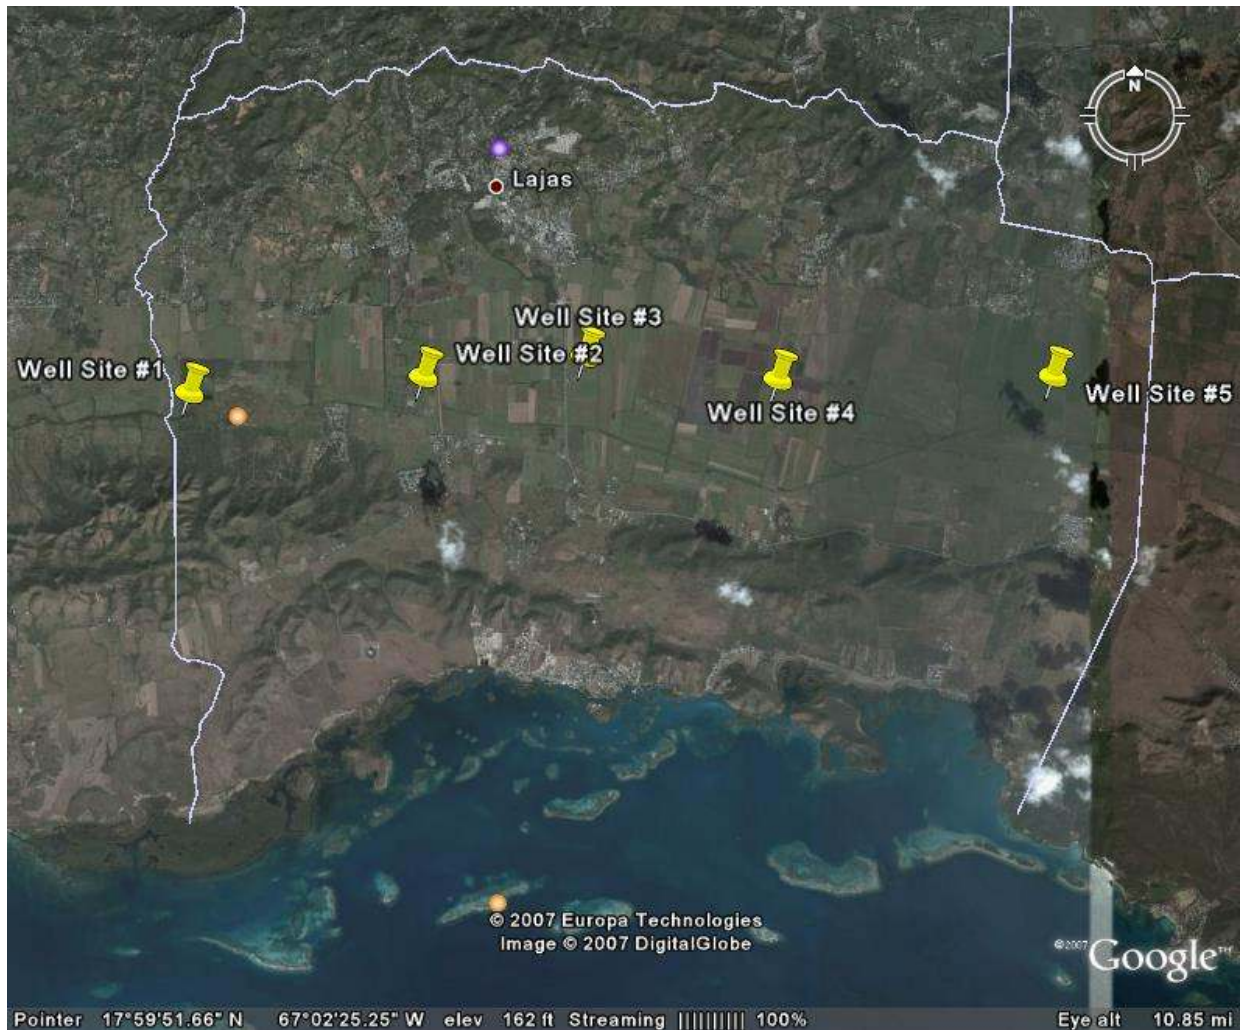 N
Lajas
Well Site #3
Well Site #2
Well Site #1
Well Site #5
Well Site #4
© 2007 Europa Technologies
Image © 2007 DigitalGlobe
©2007 Google™
Pointer 17°59'51.66" N 67°02'25.25" W elev 162 ft Streaming ||||||||| 100% Eye alt 10.85 mi